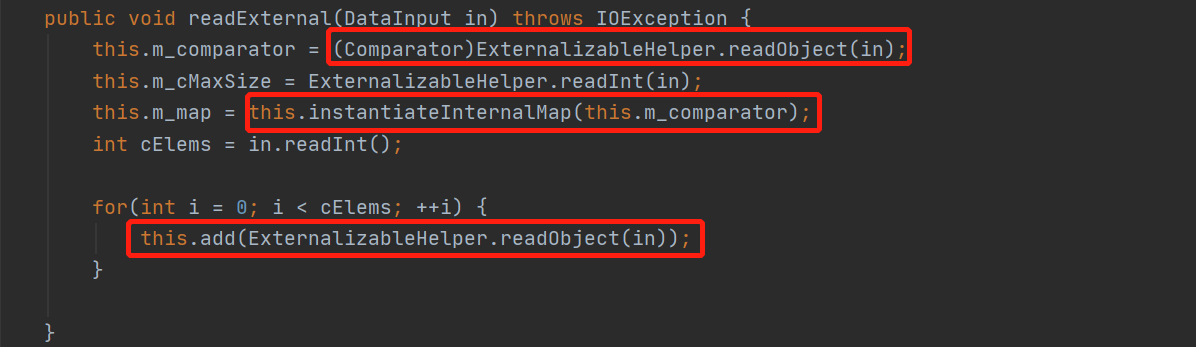 public void readExternal(DataInput in) throws IOException {
    this.m_comparator = (Comparator)ExternalizableHelper.readObject(in);
    this.m_cMaxSize = ExternalizableHelper.readInt(in);
    this.m_map = this.instantiateInternalMap(this.m_comparator);
    int cElems = in.readInt();
    for(int i = 0; i < cElems; ++i) {
        this.add(ExternalizableHelper.readObject(in));
    }
}